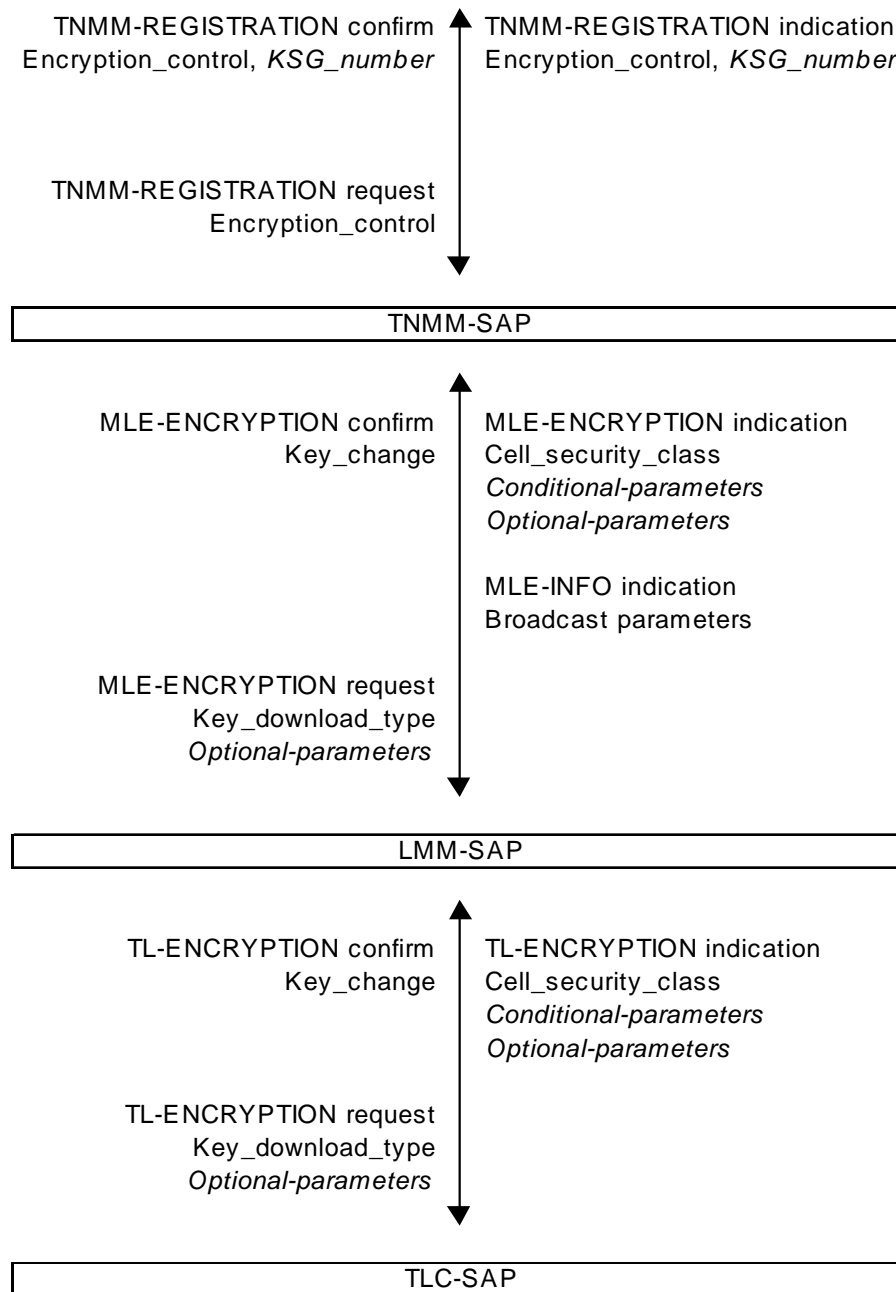 TNMM-REGISTRATION confirm
Encryption_control, KSG_number
TNMM-REGISTRATION indication
Encryption_control, KSG_number
TNMM-REGISTRATION request
Encryption_control
TNMM-SAP
MLE-ENCRYPTION confirm
Key_change
MLE-ENCRYPTION indication
Cell_security_class
Conditional-parameters
Optional-parameters
MLE-INFO indication
Broadcast parameters
MLE-ENCRYPTION request
Key_download_type
Optional-parameters
LMM-SAP
TL-ENCRYPTION confirm
Key_change
TL-ENCRYPTION indication
Cell_security_class
Conditional-parameters
Optional-parameters
TL-ENCRYPTION request
Key_download_type
Optional-parameters
TLC-SAP